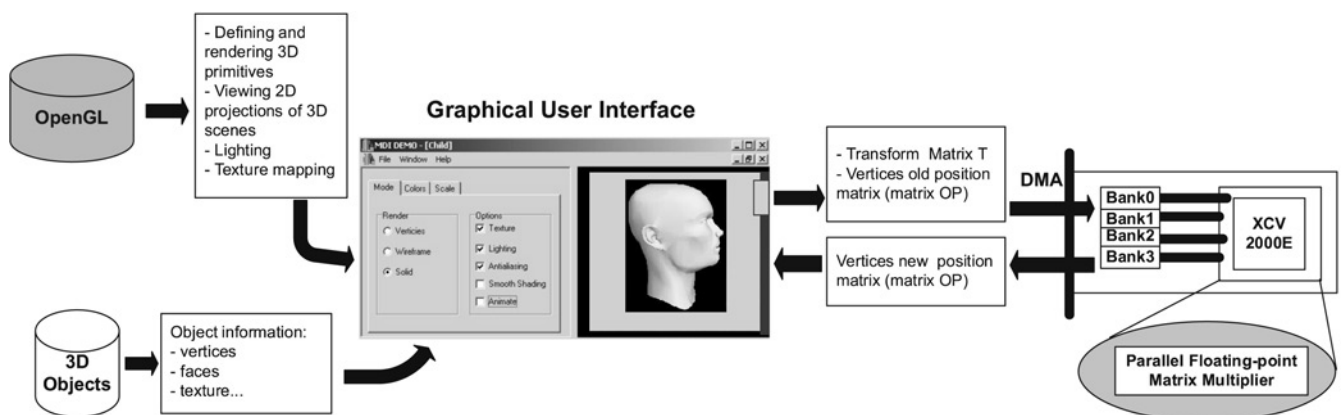 OpenGL
- Defining and
rendering 3D
primitives
- Viewing 2D
projections of 3D
scenes
- Lighting
- Texture mapping
Graphical User Interface
MDI DEMO - [Child]
File Window Help
Mode Colors Scale
Render
Verticies
Wireframe
Solid
Options
Texture
Lighting
Antialiasing
Smooth Shading
Animate
3D
Objects
Object information:
- vertices
- faces
- texture...
- Transform Matrix T
- Vertices old position
matrix (matrix OP)
Vertices new position
matrix (matrix OP)
DMA
Bank0
Bank1
Bank2
Bank3
XCV
2000E
Parallel Floating-point
Matrix Multiplier